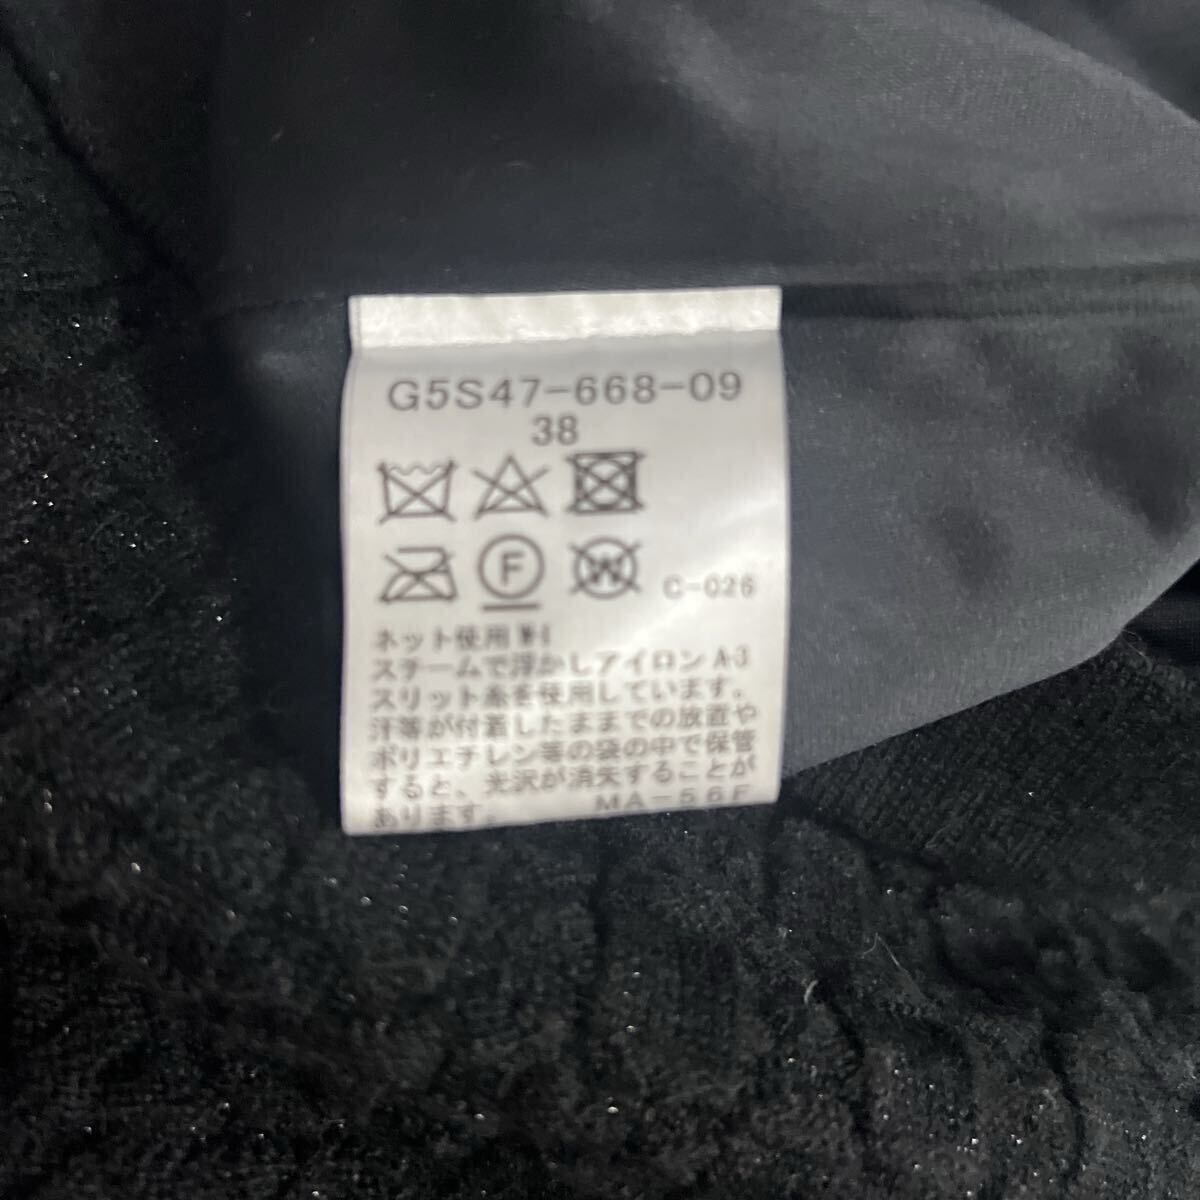 G5S47-668-09
38
F W C-026
ネット使用 W-1
スチームで浮かしアイロン A-3
スリット糸を使用しています。
汗等が付着したままでの放置や
ポリエチレン等の袋の中で保管
すると、光沢が消失することが
あります。 MA-56F